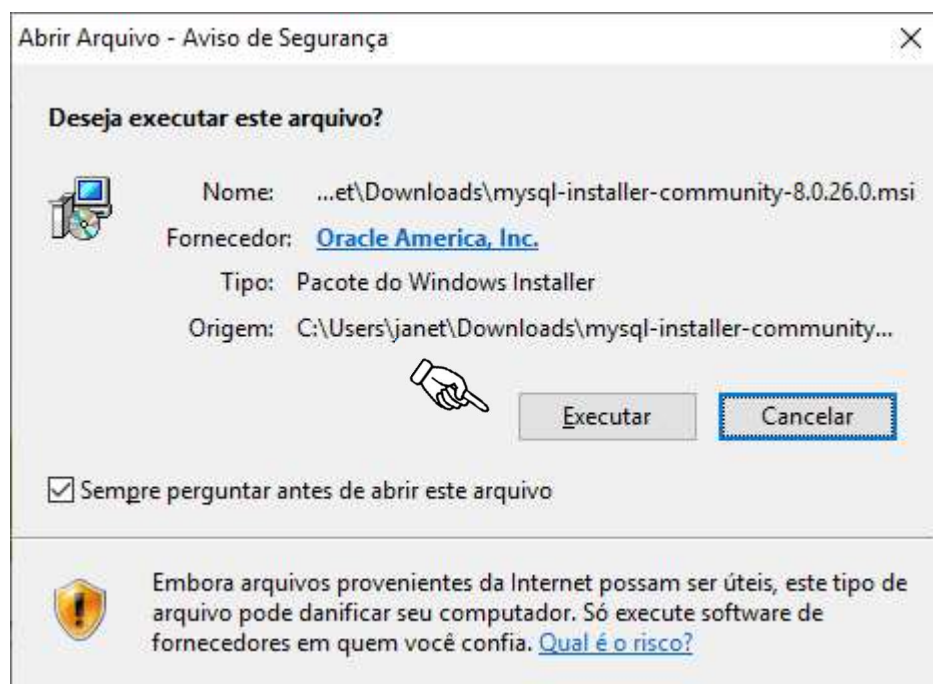 Abrir Arquivo - Aviso de Segurança
Deseja executar este arquivo?
Nome: ...et\Downloads\mysql-installer-community-8.0.26.0.msi
Fornecedor: Oracle America, Inc.
Tipo: Pacote do Windows Installer
Origem: C:\Users\janet\Downloads\mysql-installer-community...
Executar Cancelar
Sempre perguntar antes de abrir este arquivo
Embora arquivos provenientes da Internet possam ser úteis, este tipo de
arquivo pode danificar seu computador. Só execute software de
fornecedores em quem você confia. Qual é o risco?